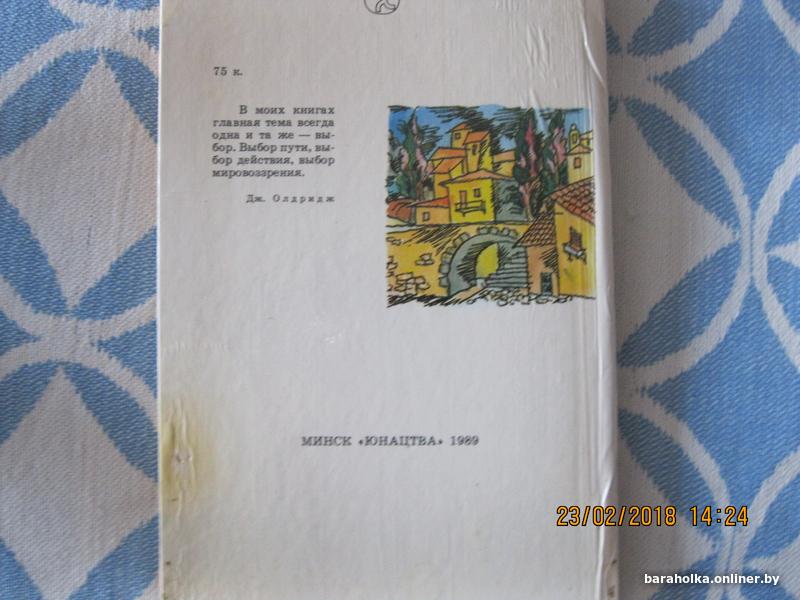 75 к.
В моих книгах
главная тема всегда
одна и та же — вы-
бор. Выбор пути, вы-
бор действия, выбор
мировоззрения.
Дж. Олдридж
МИНСК «ЮНАЦТВА» 1989
23/02/2018 14:24
baraholka.onliner.by